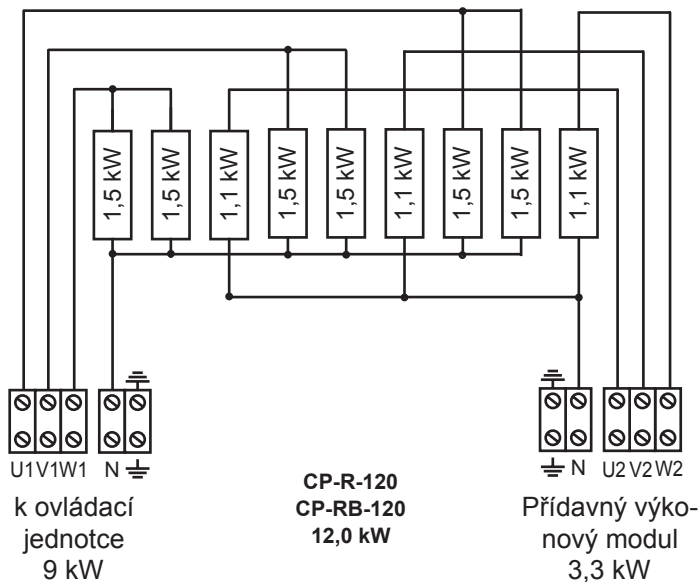 1,5 kW
1,5 kW
1,1 kW
1,5 kW
1,5 kW
1,1 kW
1,5 kW
1,5 kW
1,1 kW
U1 V1 W1 N
N U2 V2 W2
k ovládací
jednotce
9 kW
CP-R-120
CP-RB-120
12,0 kW
Přídavný výko-
nový modul
3,3 kW